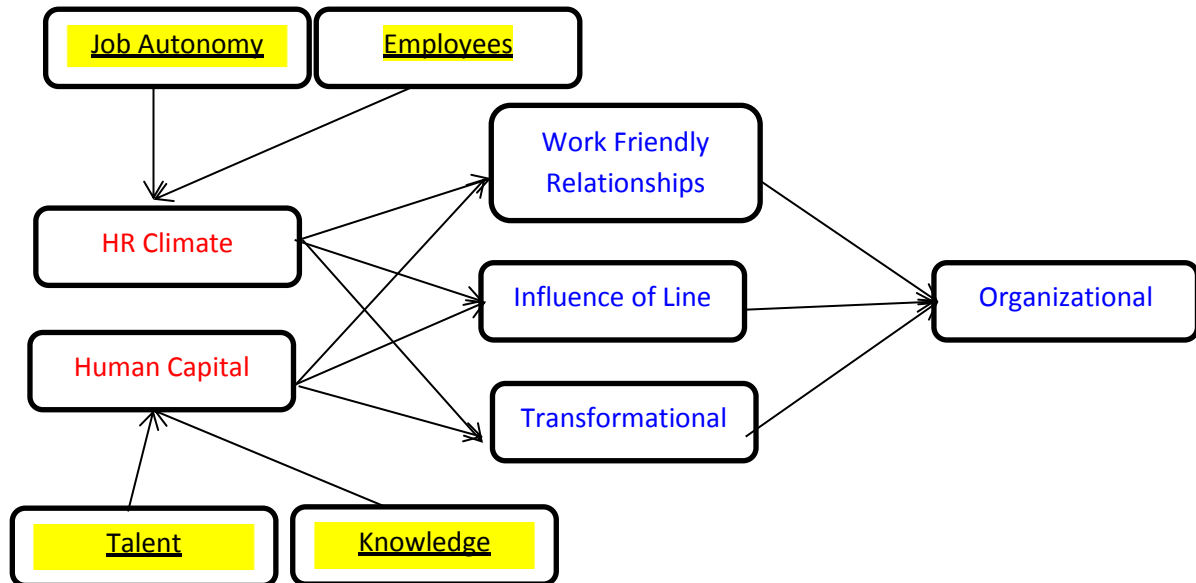 Job Autonomy
Employees
Work Friendly
Relationships
HR Climate
Influence of Line
Organizational
Human Capital
Transformational
Talent
Knowledge